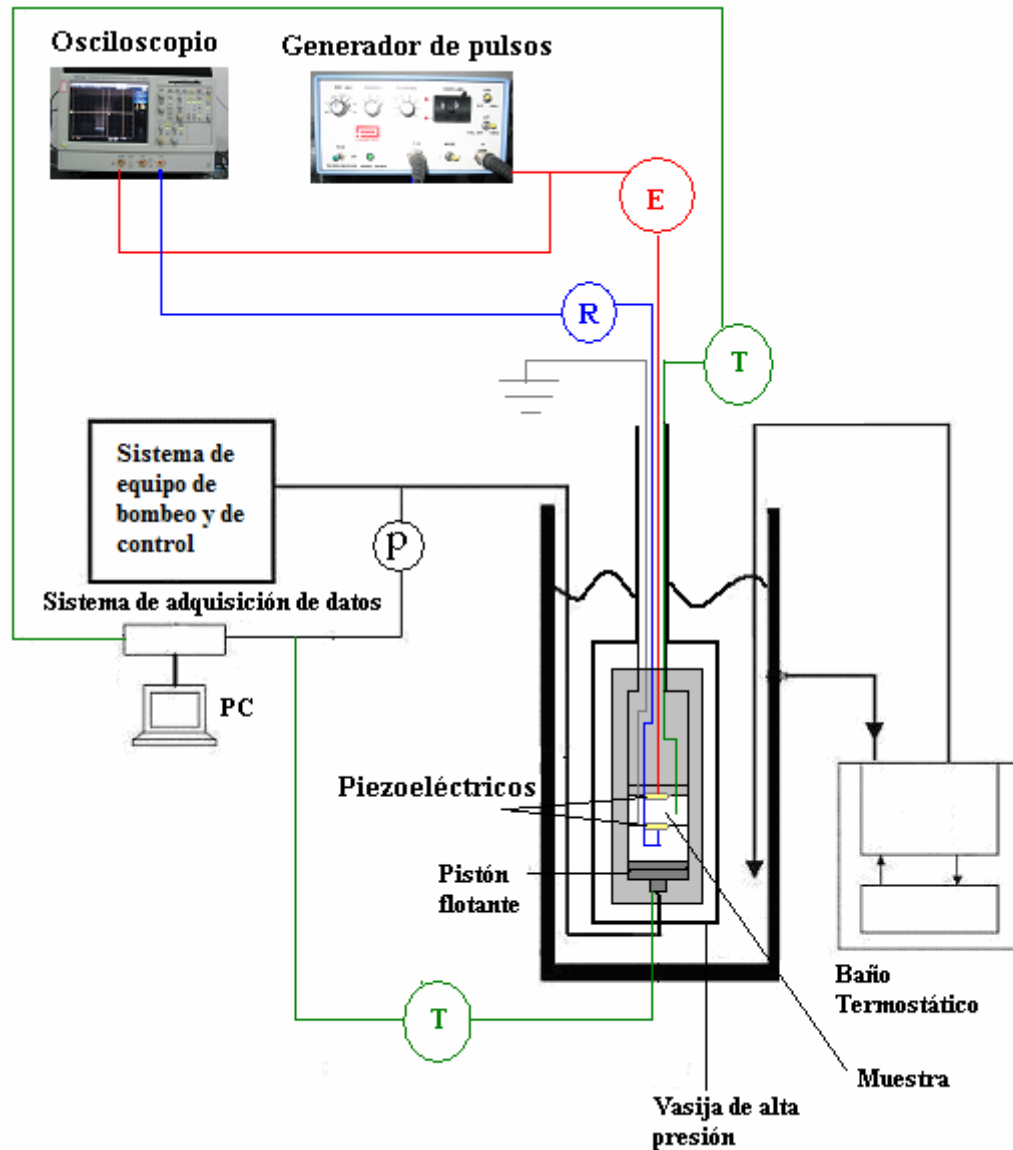 Osciloscopio
Generador de pulsos
E
R
T
Sistema de
equipo de
bombeo y de
control
p
Sistema de adquisición de datos
PC
Piezoeléctricos
Pistón
flotante
T
Baño
Termostático
Muestra
Vasija de alta
presión